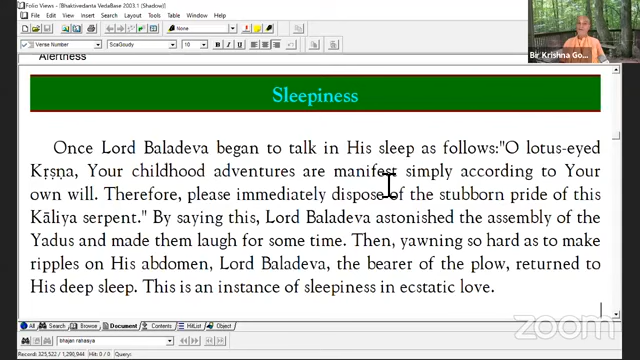 Folio Views - [Bhaktivedanta VedaBase 2003.1 (Shadow)]
File Edit View Search Insert Layout Tools Window Help
None
Verse Number ScaGoudy 10
Alertness
Sleepiness
Once Lord Baladeva began to talk in His sleep as follows:"O lotus-eyed
Kṛṣṇa, Your childhood adventures are manifest simply according to Your
own will. Therefore, please immediately dispose of the stubborn pride of this
Kāliya serpent." By saying this, Lord Baladeva astonished the assembly of the
Yadus and made them laugh for some time. Then, yawning so hard as to make
ripples on His abdomen, Lord Baladeva, the bearer of the plow, returned to
His deep sleep. This is an instance of sleepiness in ecstatic love.
All Search Browse Document Contents HitList Object
bhajan rahasya
Record: 325,522 / 1,298,944 Hit: 0 / 0 Query:
Bir Krishna Go...
zoom